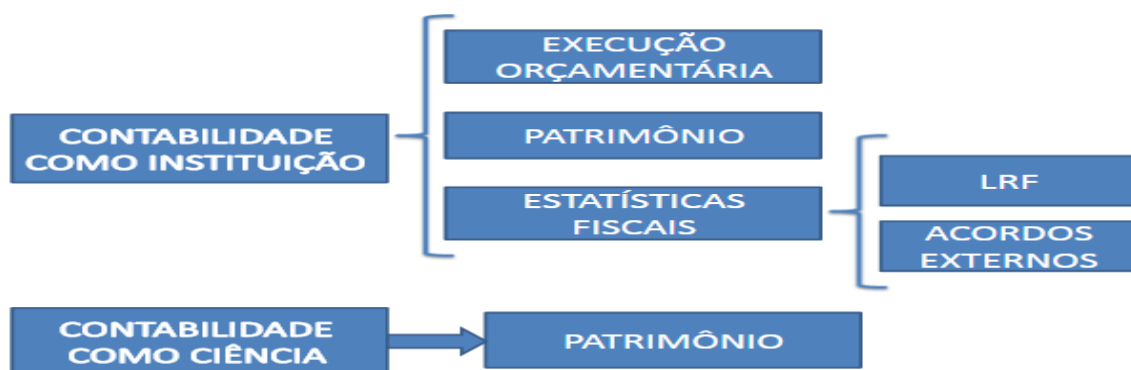 EXECUÇÃO
ORÇAMENTÁRIA
CONTABILIDADE
COMO INSTITUIÇÃO
PATRIMÔNIO
ESTATÍSTICAS
FISCAIS
LRF
ACORDOS
EXTERNOS
CONTABILIDADE
COMO CIÊNCIA
PATRIMÔNIO